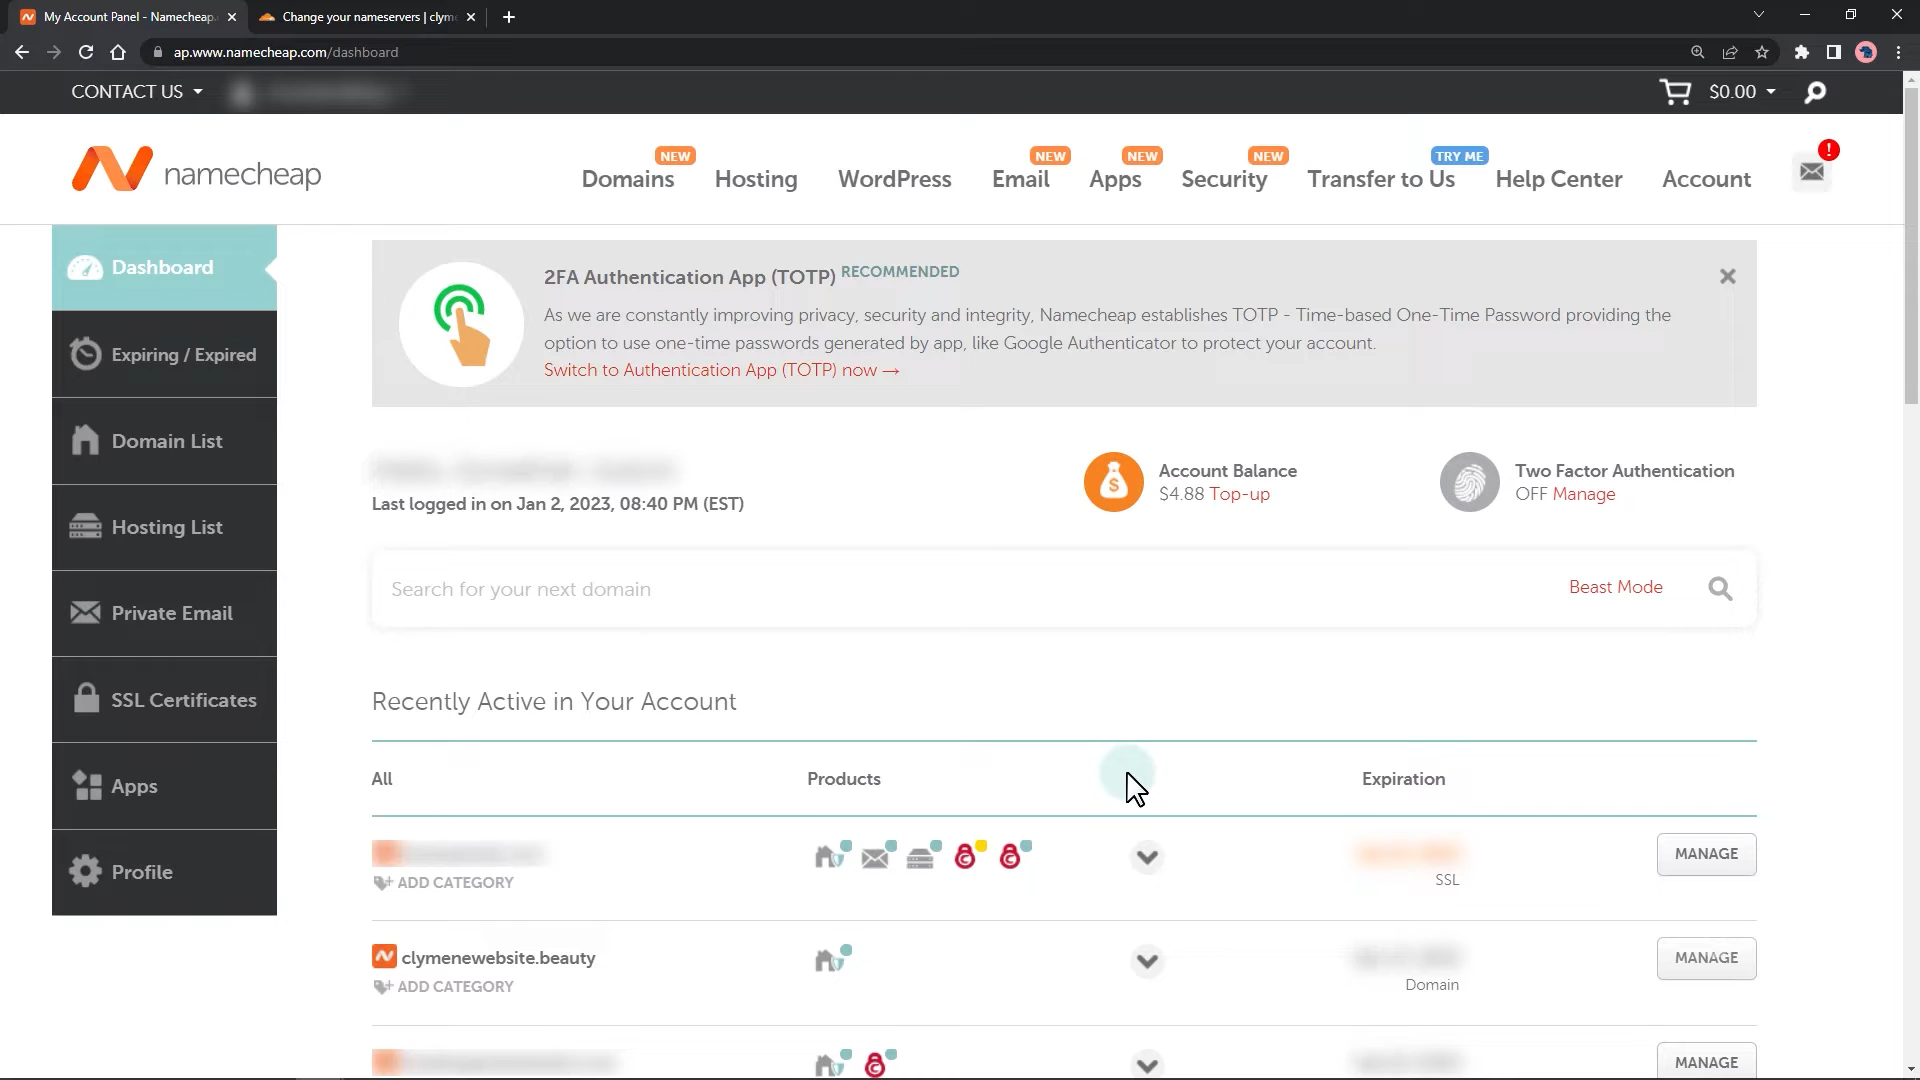 My Account Panel - Namecheap.
Change your nameservers | clyme
ap.www.namecheap.com/dashboard
CONTACT US
$0.00
namecheap
Domains NEW
Hosting
WordPress
Email NEW
Apps NEW
Security NEW
Transfer to Us TRY ME
Help Center
Account
!
Dashboard
Expiring / Expired
Domain List
Hosting List
Private Email
SSL Certificates
Apps
Profile
2FA Authentication App (TOTP) RECOMMENDED
As we are constantly improving privacy, security and integrity, Namecheap establishes TOTP - Time-based One-Time Password providing the
option to use one-time passwords generated by app, like Google Authenticator to protect your account.
Switch to Authentication App (TOTP) now →
Last logged in on Jan 2, 2023, 08:40 PM (EST)
Account Balance
$4.88 Top-up
Two Factor Authentication
OFF Manage
Search for your next domain
Beast Mode
Recently Active in Your Account
All Products Expiration
ADD CATEGORY
SSL
MANAGE
clymenewebsite.beauty
ADD CATEGORY
Domain
MANAGE
MANAGE